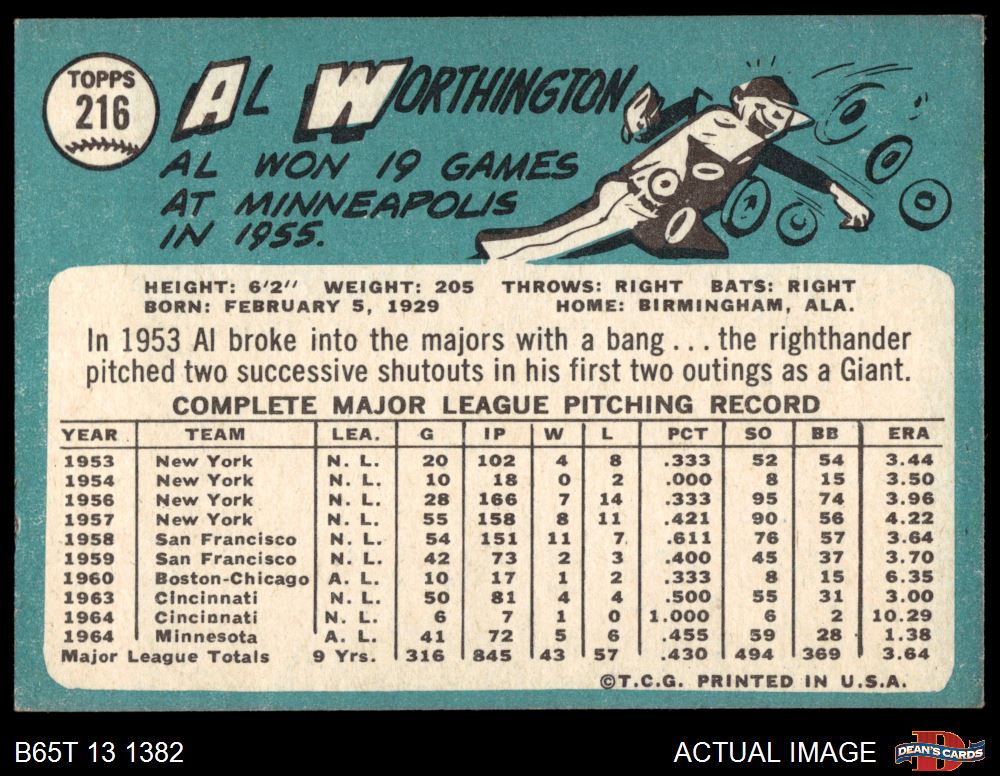 TOPPS
216
AL WORTHINGTON
AL WON 19 GAMES
AT MINNEAPOLIS
IN 1955.
HEIGHT: 6'2" WEIGHT: 205 THROWS: RIGHT BATS: RIGHT
BORN: FEBRUARY 5, 1929 HOME: BIRMINGHAM, ALA.
In 1953 Al broke into the majors with a bang ... the righthander
pitched two successive shutouts in his first two outings as a Giant.
COMPLETE MAJOR LEAGUE PITCHING RECORD
YEAR TEAM LEA. G IP W L PCT SO BB ERA
1953 New York N. L. 20 102 4 8 .333 52 54 3.44
1954 New York N. L. 10 18 0 2 .000 8 15 3.50
1956 New York N. L. 28 166 7 14 .333 95 74 3.96
1957 New York N. L. 55 158 8 11 .421 90 56 4.22
1958 San Francisco N. L. 54 151 11 7 .611 76 57 3.64
1959 San Francisco N. L. 42 73 2 3 .400 45 37 3.70
1960 Boston-Chicago A. L. 10 17 1 2 .333 8 15 6.35
1963 Cincinnati N. L. 50 81 4 4 .500 55 31 3.00
1964 Cincinnati N. L. 6 7 1 0 1.000 6 2 10.29
1964 Minnesota A. L. 41 72 5 6 .455 59 28 1.38
Major League Totals 9 Yrs. 316 845 43 57 .430 494 369 3.64
©T.C.G. PRINTED IN U.S.A.
B65T 13 1382 ACTUAL IMAGE DEAN'S CARDS